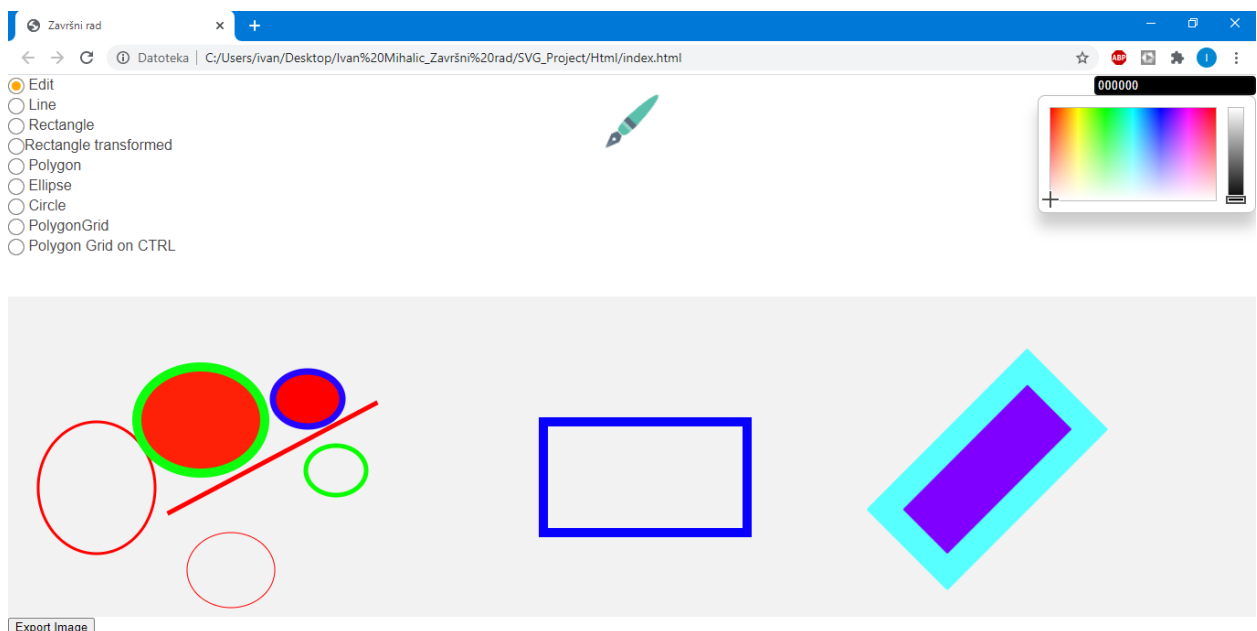 Završni rad
Datoteka | C:/Users/ivan/Desktop/Ivan%20Mihalic_Završni%20rad/SVG_Project/Html/index.html
ABP
I
Edit
000000
Line
Rectangle
Rectangle transformed
Polygon
Ellipse
Circle
PolygonGrid
Polygon Grid on CTRL
Export Image